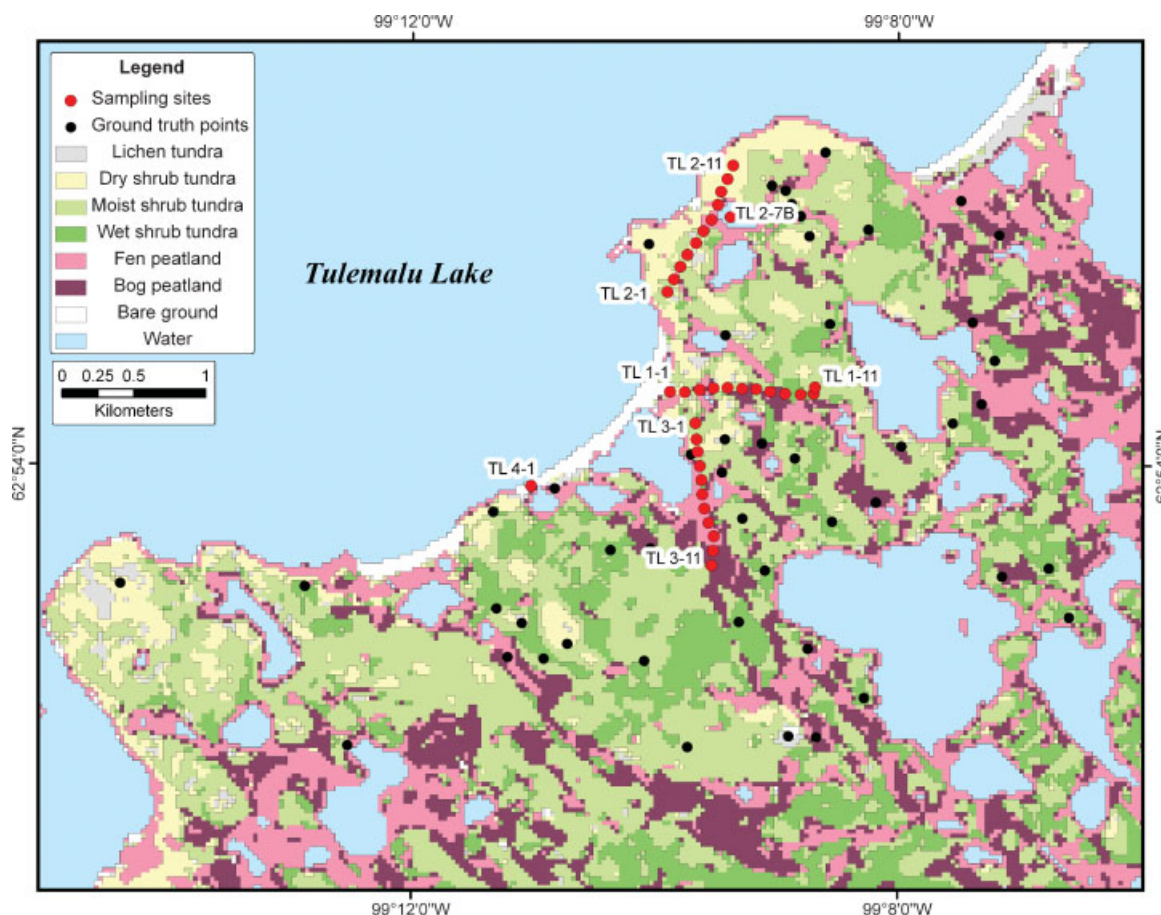 99°12'0"W 99°8'0"W
Legend
Sampling sites
Ground truth points
Lichen tundra
Dry shrub tundra
Moist shrub tundra
Wet shrub tundra
Fen peatland
Bog peatland
Bare ground
Water
0 0.25 0.5 1
Kilometers
TL 2-11
TL 2-7B
Tulemalu Lake
TL 2-1
TL 1-1 TL 1-11
TL 3-1
62°54'0"N
62°54'0"N
TL 4-1
TL 3-11
99°12'0"W 99°8'0"W